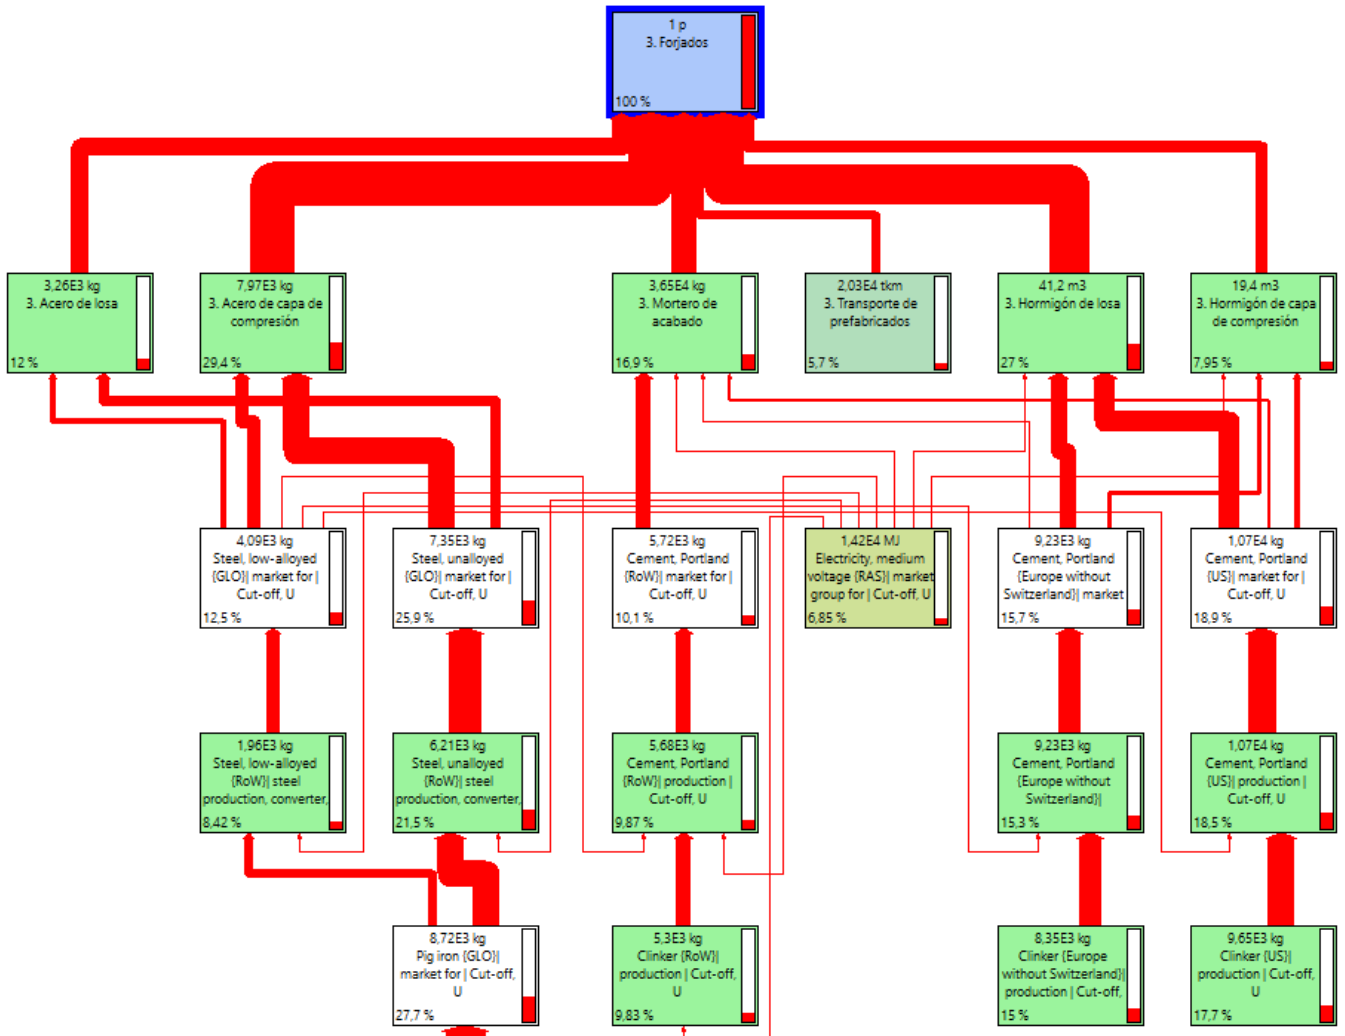 1 p
3. Forjados
100 %
3,26E3 kg
3. Acero de losa
12 %
7,97E3 kg
3. Acero de capa de
compresión
29,4 %
3,65E4 kg
3. Mortero de
acabado
16,9 %
2,03E4 tkm
3. Transporte de
prefabricados
5,7 %
41,2 m3
3. Hormigón de losa
27 %
19,4 m3
3. Hormigón de capa
de compresión
7,95 %
4,09E3 kg
Steel, low-alloyed
{GLO}| market for |
Cut-off, U
12,5 %
7,35E3 kg
Steel, unalloyed
{GLO}| market for |
Cut-off, U
25,9 %
5,72E3 kg
Cement, Portland
{RoW}| market for |
Cut-off, U
10,1 %
1,42E4 MJ
Electricity, medium
voltage {RAS}| market
group for | Cut-off, U
6,85 %
9,23E3 kg
Cement, Portland
{Europe without
Switzerland}| market
15,7 %
1,07E4 kg
Cement, Portland
{US}| market for |
Cut-off, U
18,9 %
1,96E3 kg
Steel, low-alloyed
{RoW}| steel
production, converter,
8,42 %
6,21E3 kg
Steel, unalloyed
{RoW}| steel
production, converter,
21,5 %
5,68E3 kg
Cement, Portland
{RoW}| production |
Cut-off, U
9,87 %
9,23E3 kg
Cement, Portland
{Europe without
Switzerland}|
15,3 %
1,07E4 kg
Cement, Portland
{US}| production |
Cut-off, U
18,5 %
8,72E3 kg
Pig iron {GLO}|
market for | Cut-off,
U
27,7 %
5,3E3 kg
Clinker {RoW}|
production | Cut-off,
U
9,83 %
8,35E3 kg
Clinker {Europe
without Switzerland}|
production | Cut-off,
15 %
9,65E3 kg
Clinker {US}|
production | Cut-off,
U
17,7 %